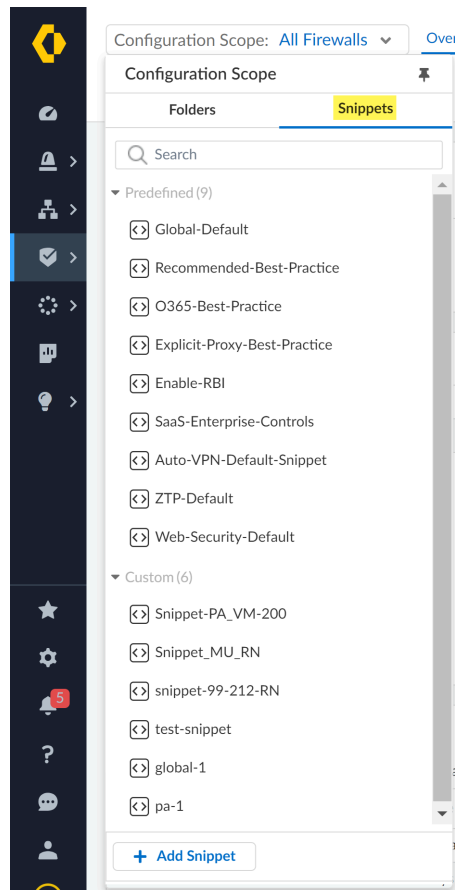 Configuration Scope: All Firewalls
Configuration Scope
Folders
Snippets
Search
Predefined (9)
Global-Default
Recommended-Best-Practice
O365-Best-Practice
Explicit-Proxy-Best-Practice
Enable-RBI
SaaS-Enterprise-Controls
Auto-VPN-Default-Snippet
ZTP-Default
Web-Security-Default
Custom (6)
Snippet-PA_VM-200
Snippet_MU_RN
snippet-99-212-RN
test-snippet
global-1
pa-1
5
?
+ Add Snippet